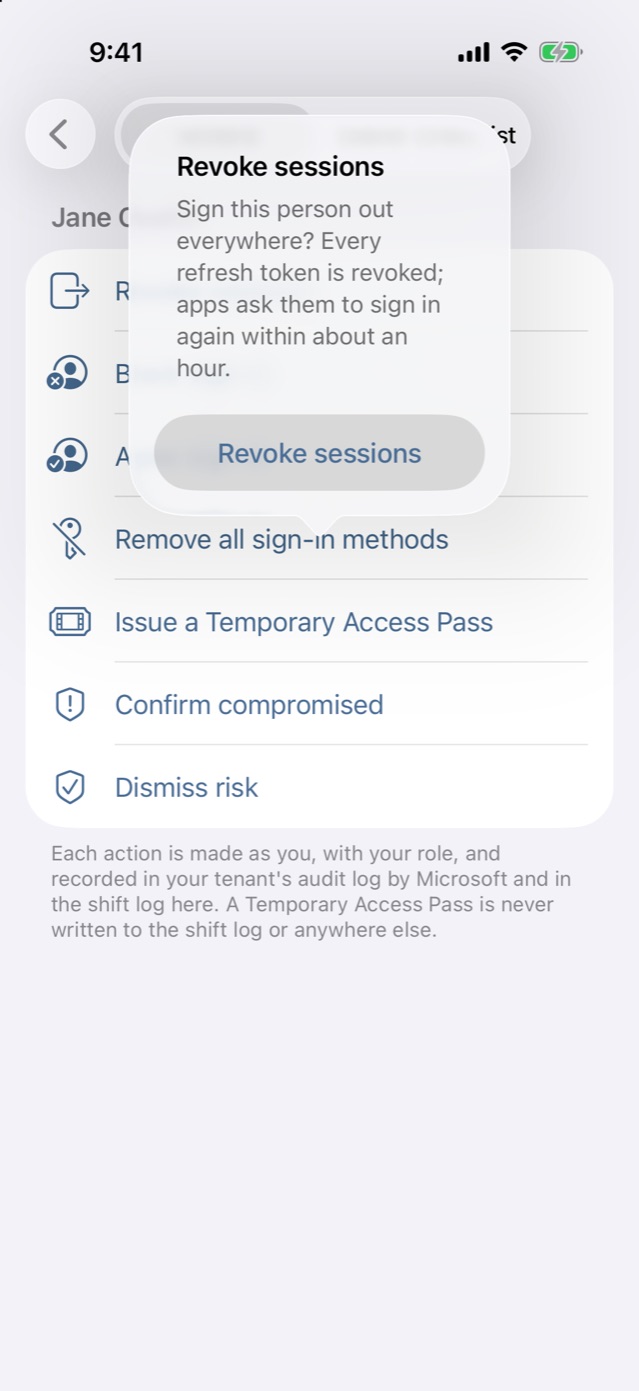 9:41
Revoke sessions
Sign this person out
everywhere? Every
refresh token is revoked;
apps ask them to sign in
again within about an
hour.
Revoke sessions
Jane
Remove all sign-in methods
Issue a Temporary Access Pass
Confirm compromised
Dismiss risk
Each action is made as you, with your role, and
recorded in your tenant's audit log by Microsoft and in
the shift log here. A Temporary Access Pass is never
written to the shift log or anywhere else.